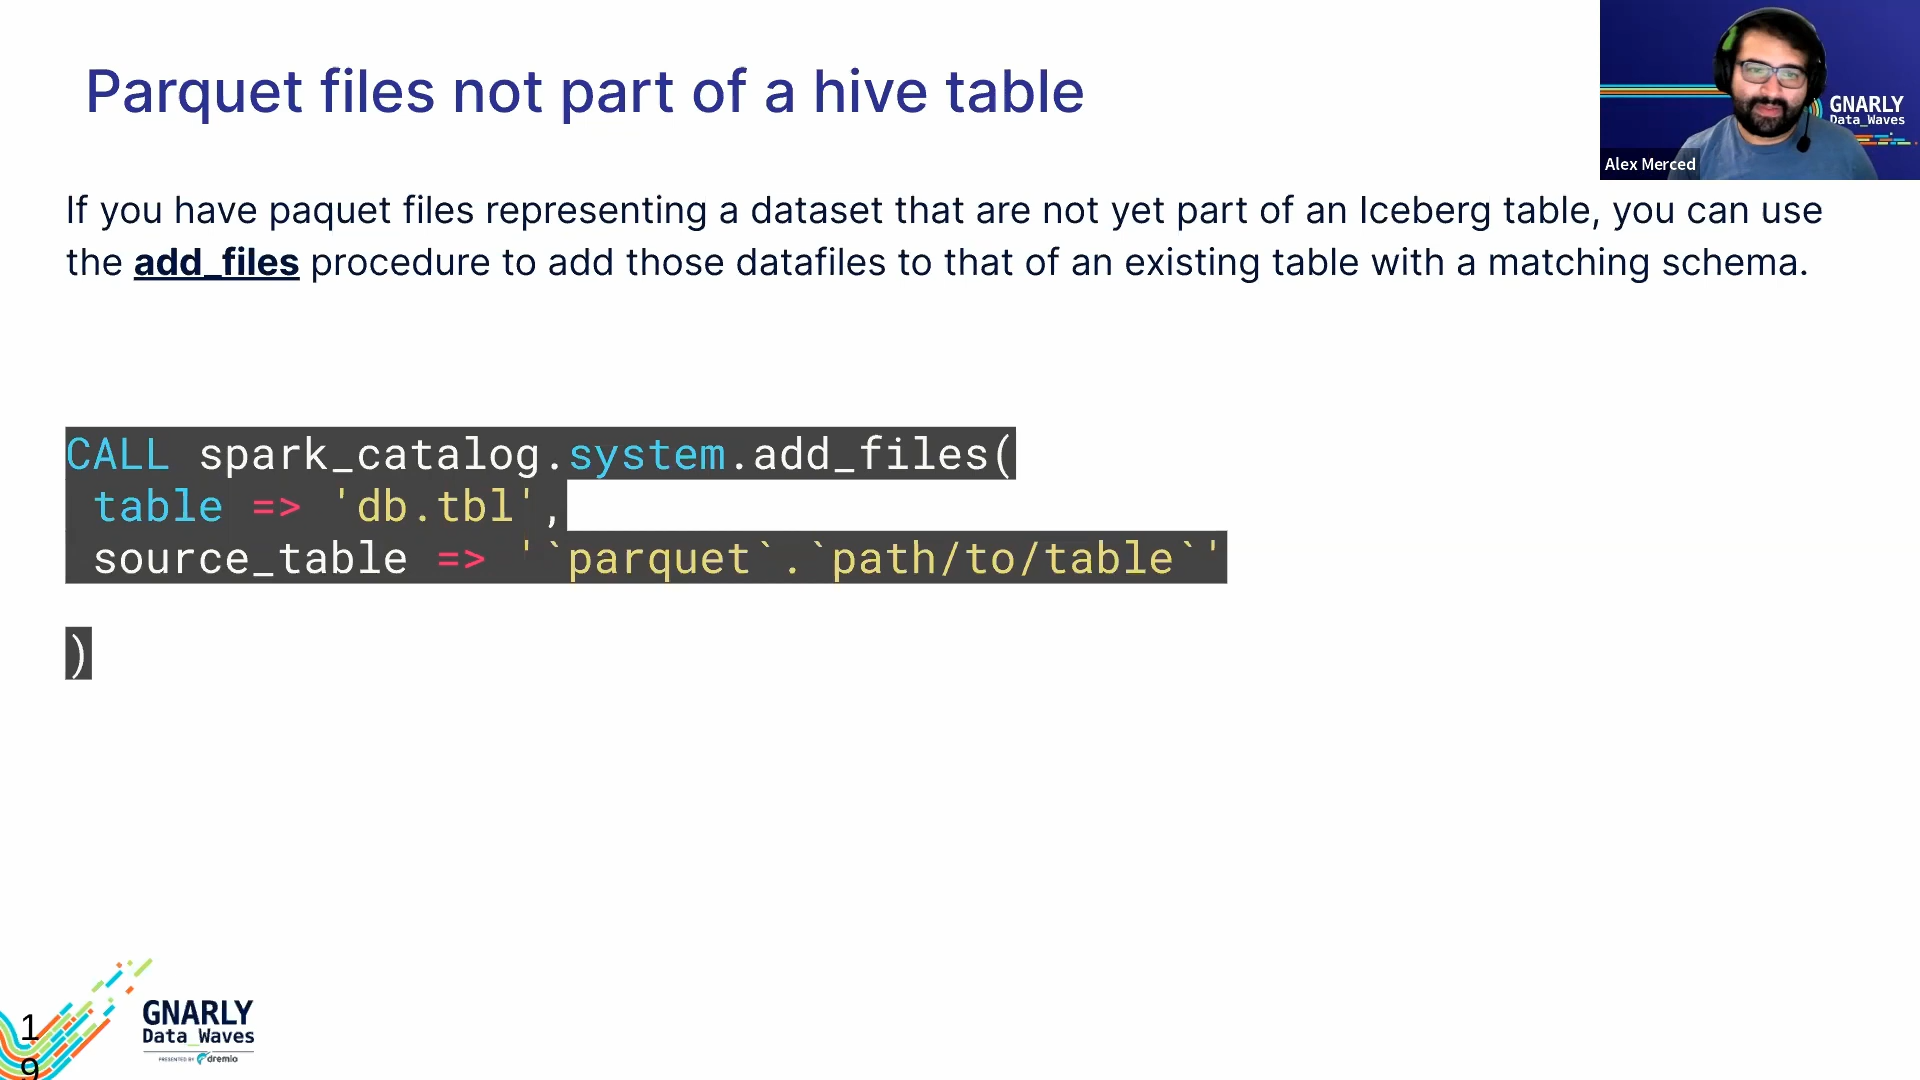 Parquet files not part of a hive table
GNARLY
Data_Waves
Alex Merced
If you have paquet files representing a dataset that are not yet part of an Iceberg table, you can use
the add_files procedure to add those datafiles to that of an existing table with a matching schema.
CALL spark_catalog.system.add_files(
table => 'db.tbl',
source_table => '`parquet`.`path/to/table`'
)
GNARLY
Data_Waves
PRESENTED BY dremio
1
9